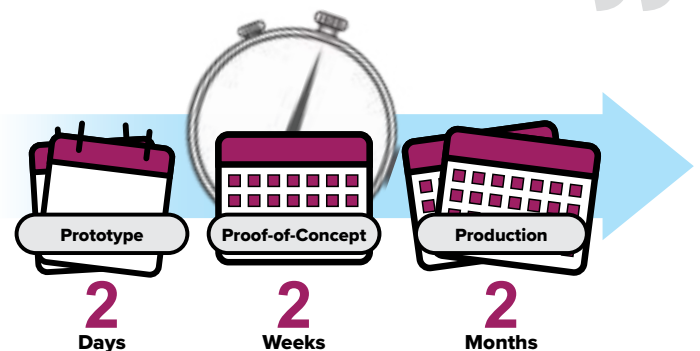 ”
Prototype
Proof-of-Concept
Production
2
2
2
Days
Weeks
Months